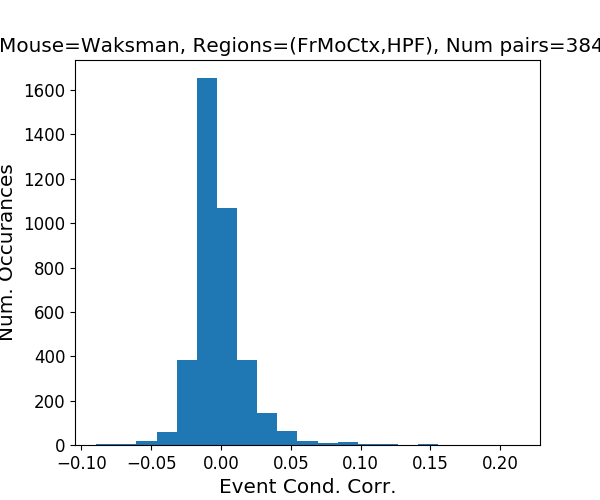 Mouse=Waksman, Regions=(FrMoCtx,HPF), Num pairs=384
1600
1400
1200
1000
800
600
400
200
0
Num. Occurances
−0.10 −0.05 0.00 0.05 0.10 0.15 0.20
Event Cond. Corr.